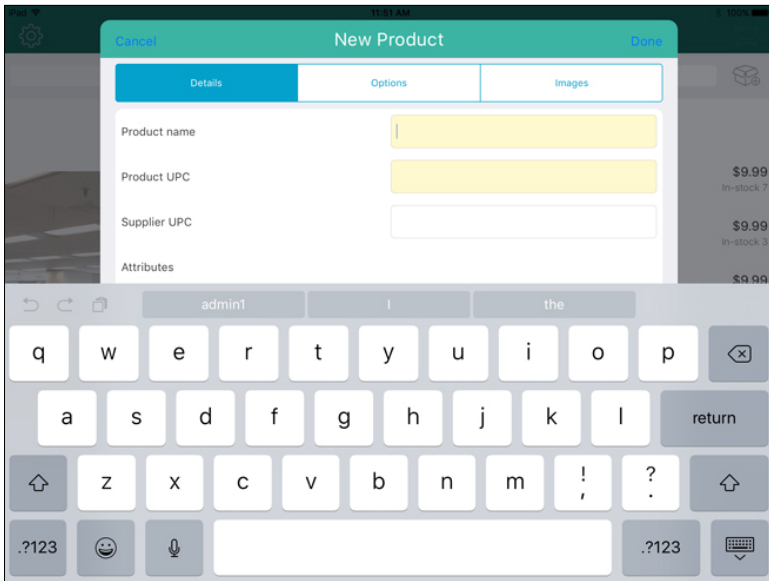 iPad
11:51 AM
100%
Cancel
New Product
Done
Details
Options
Images
Product name
Product UPC
Supplier UPC
Attributes
$9.99
In-stock 7
$9.99
In-stock 3
$9.99
admin1
I
the
q w e r t y u i o p
a s d f g h j k l return
z x c v b n m ! , ? .
.?123 .?123